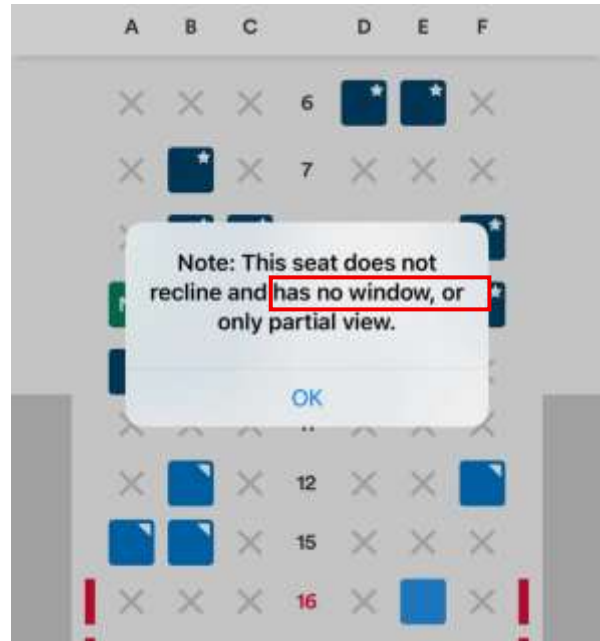 A B C D E F
6
7
Note: This seat does not
recline and has no window, or
only partial view.
OK
12
15
16